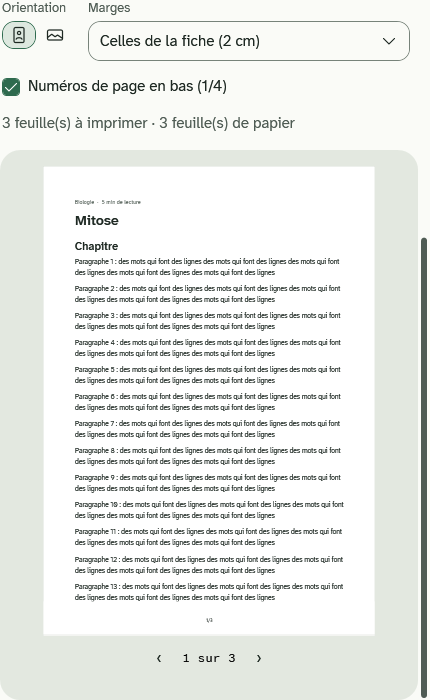 Orientation
Marges
Celles de la fiche (2 cm)
Numéros de page en bas (1/4)
3 feuille(s) à imprimer · 3 feuille(s) de papier
Biologie · 5 min de lecture
Mitose
Chapitre
Paragraphe 1 : des mots qui font des lignes des mots qui font des lignes des mots qui font
des lignes des mots qui font des lignes des mots qui font des lignes
Paragraphe 2 : des mots qui font des lignes des mots qui font des lignes des mots qui font
des lignes des mots qui font des lignes des mots qui font des lignes
Paragraphe 3 : des mots qui font des lignes des mots qui font des lignes des mots qui font
des lignes des mots qui font des lignes des mots qui font des lignes
Paragraphe 4 : des mots qui font des lignes des mots qui font des lignes des mots qui font
des lignes des mots qui font des lignes des mots qui font des lignes
Paragraphe 5 : des mots qui font des lignes des mots qui font des lignes des mots qui font
des lignes des mots qui font des lignes des mots qui font des lignes
Paragraphe 6 : des mots qui font des lignes des mots qui font des lignes des mots qui font
des lignes des mots qui font des lignes des mots qui font des lignes
Paragraphe 7 : des mots qui font des lignes des mots qui font des lignes des mots qui font
des lignes des mots qui font des lignes des mots qui font des lignes
Paragraphe 8 : des mots qui font des lignes des mots qui font des lignes des mots qui font
des lignes des mots qui font des lignes des mots qui font des lignes
Paragraphe 9 : des mots qui font des lignes des mots qui font des lignes des mots qui font
des lignes des mots qui font des lignes des mots qui font des lignes
Paragraphe 10 : des mots qui font des lignes des mots qui font des lignes des mots qui font
des lignes des mots qui font des lignes des mots qui font des lignes
Paragraphe 11 : des mots qui font des lignes des mots qui font des lignes des mots qui font
des lignes des mots qui font des lignes des mots qui font des lignes
Paragraphe 12 : des mots qui font des lignes des mots qui font des lignes des mots qui font
des lignes des mots qui font des lignes des mots qui font des lignes
Paragraphe 13 : des mots qui font des lignes des mots qui font des lignes des mots qui font
des lignes des mots qui font des lignes des mots qui font des lignes
1/3
‹ 1 sur 3 ›